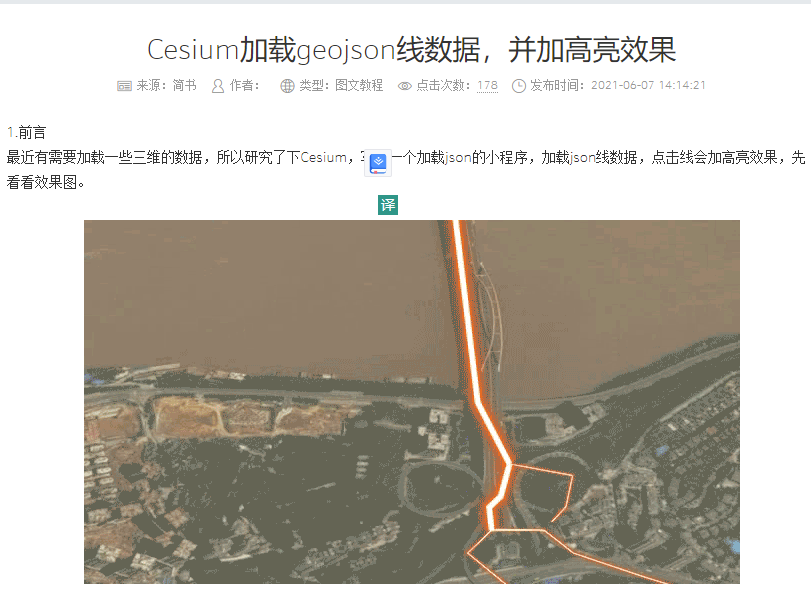 Cesium加载geojson线数据，并加高亮效果
来源：简书 作者： 类型：图文教程 点击次数：178 发布时间：2021-06-07 14:14:21
1.前言
最近有需要加载一些三维的数据，所以研究了下Cesium， 一个加载json的小程序，加载json线数据，点击线会加高亮效果，先
看看效果图。
译